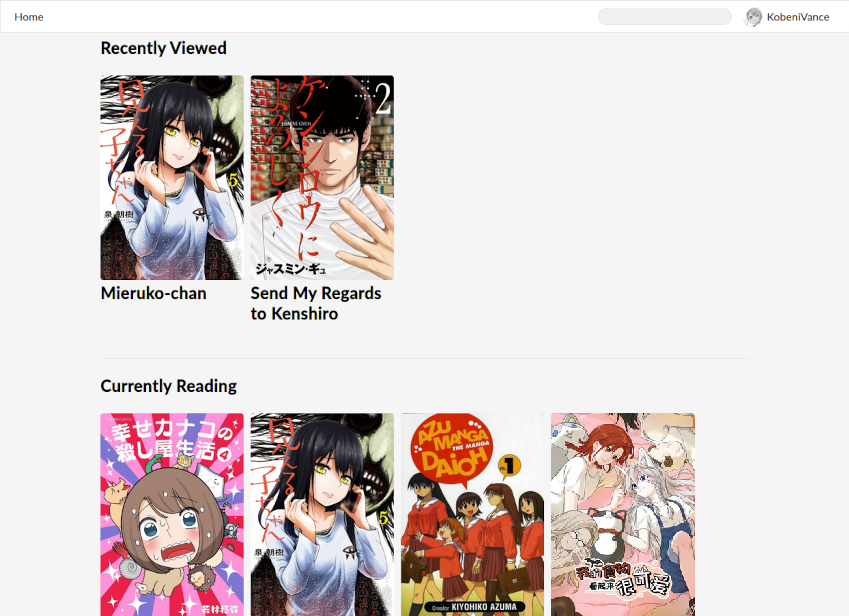 Home
KobeniVance
Recently Viewed
見える
子ちゃん
5
泉 朝樹
2
ケンシロウに
よろしく
JASMINE GYUH
ジャスミン・ギュ
Mieruko-chan
Send My Regards
to Kenshiro
Currently Reading
幸せカナコの
殺し屋生活 4
若林稔弥
見える
子ちゃん
5
泉 朝樹
AZU
MANGA
THE MANGA
DAIOH
1
Creator KIYOHIKO AZUMA
我的食物
看起來
很可愛